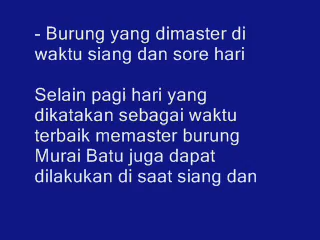 - Burung yang dimaster di
waktu siang dan sore hari
Selain pagi hari yang
dikatakan sebagai waktu
terbaik memaster burung
Murai Batu juga dapat
dilakukan di saat siang dan